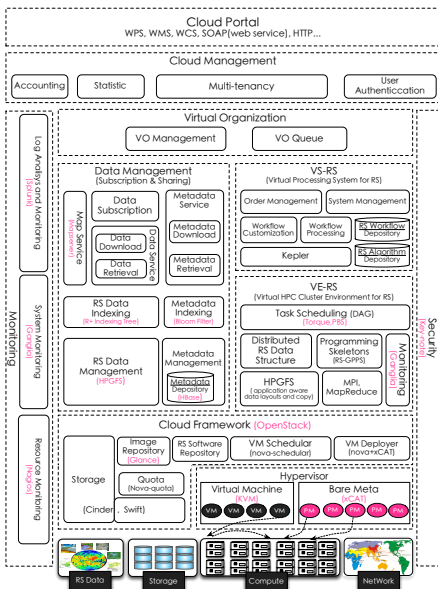 Cloud Portal
WPS, WMS, WCS, SOAP(web service), HTTP...
Cloud Management
Accounting
Statistic
Multi-tenancy
User
Authenticcation
Monitoring
Log Analisys and Monitoring
(Splunt)
System Monitoring
(Ganglia)
Resource Monitoring
(Nagios)
Virtual Organization
VO Management
VO Queue
Data Management
(Subscription & Sharing)
Map Service
(Mapserver)
Data
Subscription
Data
Download
Data
Retrieval
Data Service
Metadata
Service
Metadata
Download
Metadata
Retrieval
RS Data
Indexing
(R+ Indexing Tree)
Metadata
Indexing
(Bloom Filter)
RS Data
Management
(HPGFS)
Metadata
Management
Metadata
Depository
(HBase)
VS-RS
(Virtual Processing System for RS)
Order Management
System Management
Workflow
Customization
Workflow
Processing
RS Workflow
Depository
Kepler
RS Algorithm
Depository
VE-RS
(Virtual HPC Cluster Environment for RS)
Task Scheduling (DAG)
(Torque,PBS)
Distributed
RS Data
Structure
Programming
Skeletons
(RS-GPPS)
HPGFS
( application aware
data layouts and copy)
MPI,
MapReduce
Monitoring
(Ganglia)
Security
(Key note)
Cloud Framework (OpenStack)
Storage
(Cinder , Swift)
Image
Repository
(Glance)
RS Software
Repository
VM Schedular
(nova-schedular)
VM Deployer
(nova+xCAT)
Quota
(Nova-quota)
Hypervisor
Virtual Machine
(KVM)
VM
VM
VM
VM
Bare Meta
(xCAT)
PM
PM
PM
PM
PM
RS Data
Storage
Compute
NetWork